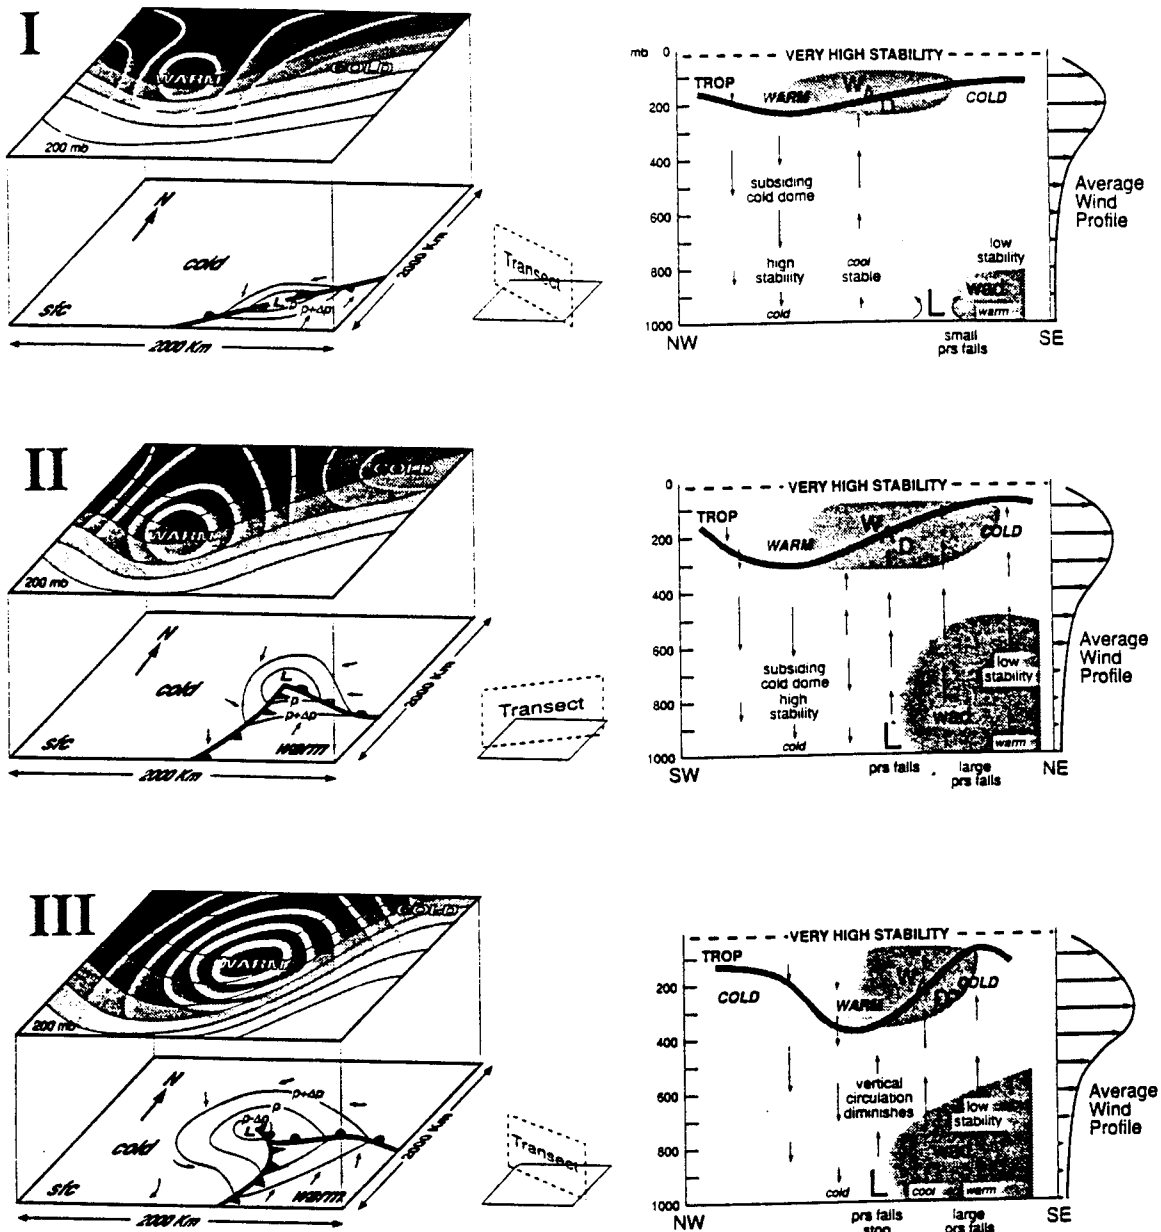 I
WARM
COLD
200 mb
N
cold
sfc
L
p
p+Δp
2000 Km
2000 Km
Transect
mb
0
200
400
600
800
1000
VERY HIGH STABILITY
TROP
WARM
WAD
COLD
subsiding
cold dome
high
stability
cold
cool
stable
low
stability
wad
warm
L
small
prs falls
NW
SE
Average
Wind
Profile
II
COLD
WARM
200 mb
N
cold
sfc
L
p
p+Δp
warm
2000 Km
2000 Km
Transect
0
200
400
600
800
1000
VERY HIGH STABILITY
TROP
WARM
WAD
COLD
subsiding
cold dome
high
stability
cold
low
stability
wad
warm
L
prs falls
large
prs falls
SW
NE
Average
Wind
Profile
III
COLD
WARM
200 mb
N
cold
sfc
p+Δp
p
p-Δp
L
warm
2000 Km
2000 Km
Transect
200
400
600
800
1000
VERY HIGH STABILITY
TROP
COLD
WARM
COLD
vertical
circulation
diminishes
low
stability
wad
cold
L
cool
warm
prs falls
stop
large
prs falls
NW
SE
Average
Wind
Profile